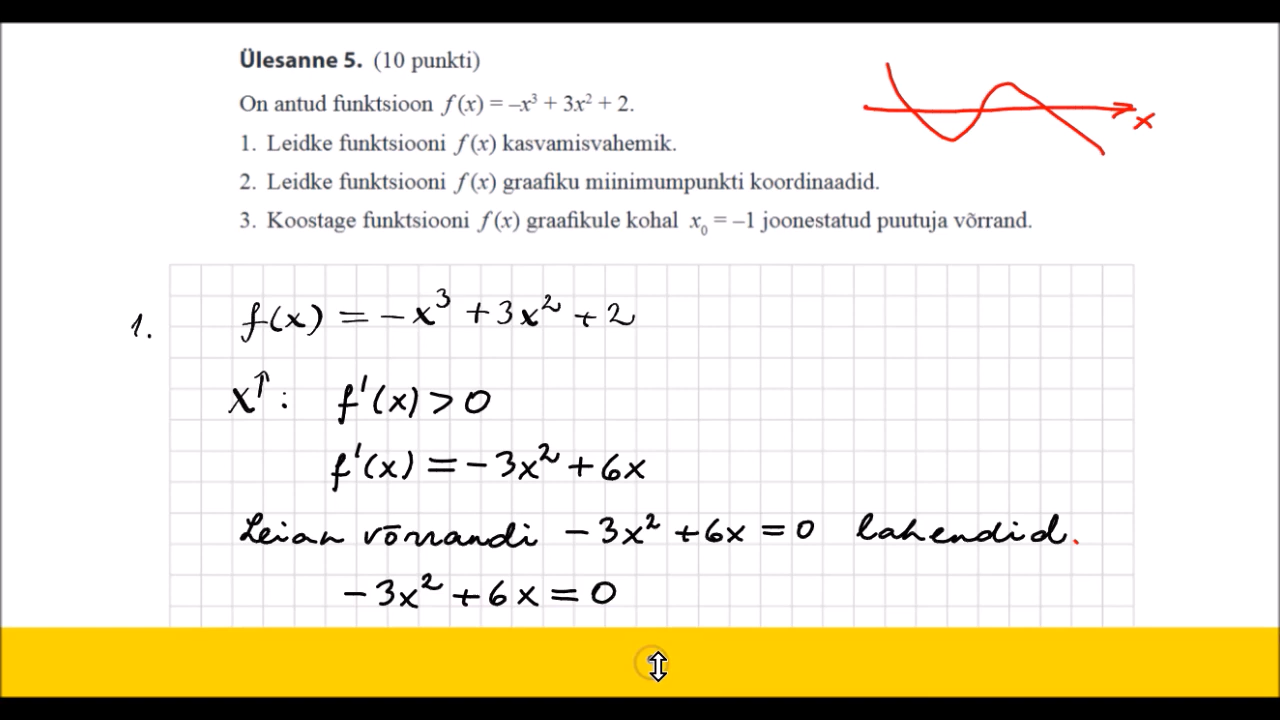 Ülesanne 5. (10 punkti)
On antud funktsioon f(x) = –x³ + 3x² + 2.
1. Leidke funktsiooni f(x) kasvamisvahemik.
2. Leidke funktsiooni f(x) graafiku miinimumpunkti koordinaadid.
3. Koostage funktsiooni f(x) graafikule kohal x₀ = –1 joonestatud puutuja võrrand.
x
1. f(x) = -x³ + 3x² + 2
X↑: f'(x) > 0
f'(x) = -3x² + 6x
Leian võrrandi -3x² + 6x = 0 lahendid.
-3x² + 6x = 0